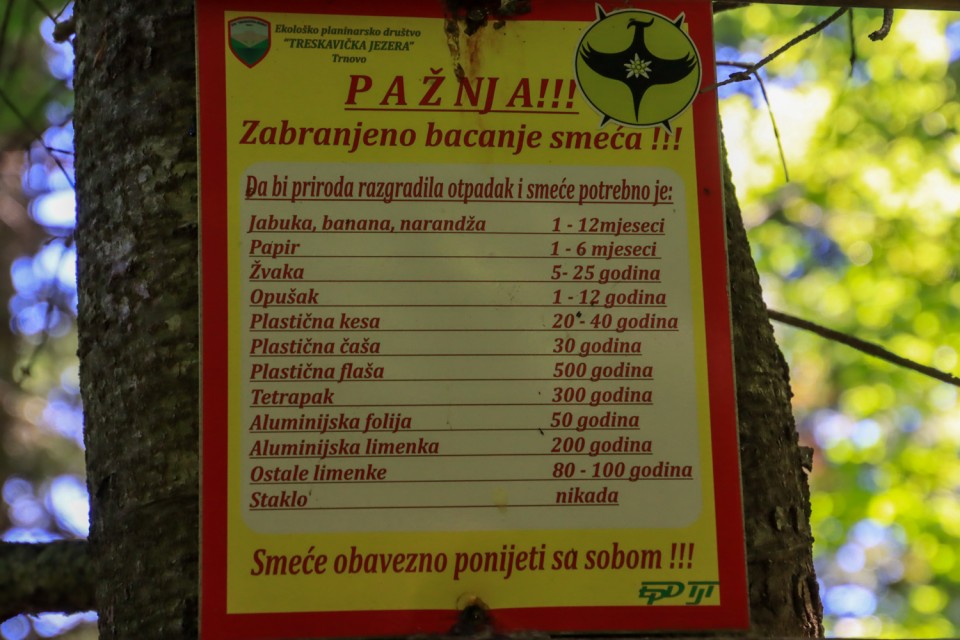 Ekološko planinarsko društvo
"TRESKAVIČKA JEZERA"
Trnovo
PAŽNJA!!!
Zabranjeno bacanje smeća !!!
Da bi priroda razgradila otpadak i smeće potrebno je:
Jabuka, banana, narandža 1 - 12mjeseci
Papir 1 - 6 mjeseci
Žvaka 5- 25 godina
Opušak 1 - 12 godina
Plastična kesa 20 - 40 godina
Plastična čaša 30 godina
Plastična flaša 500 godina
Tetrapak 300 godina
Aluminijska folija 50 godina
Aluminijska limenka 200 godina
Ostale limenke 80 - 100 godina
Staklo nikada
Smeće obavezno ponijeti sa sobom !!!